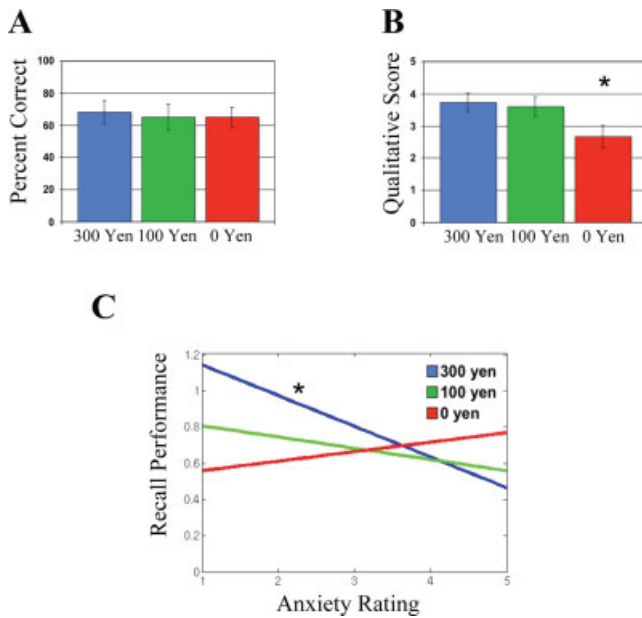 A
Percent Correct
100
80
60
40
20
0
300 Yen 100 Yen 0 Yen
B
Qualitative Score
5
4
3
2
1
0
*
300 Yen 100 Yen 0 Yen
C
Recall Performance
1.2
1
0.8
0.6
0.4
0.2
0
*
300 yen
100 yen
0 yen
1 2 3 4 5
Anxiety Rating